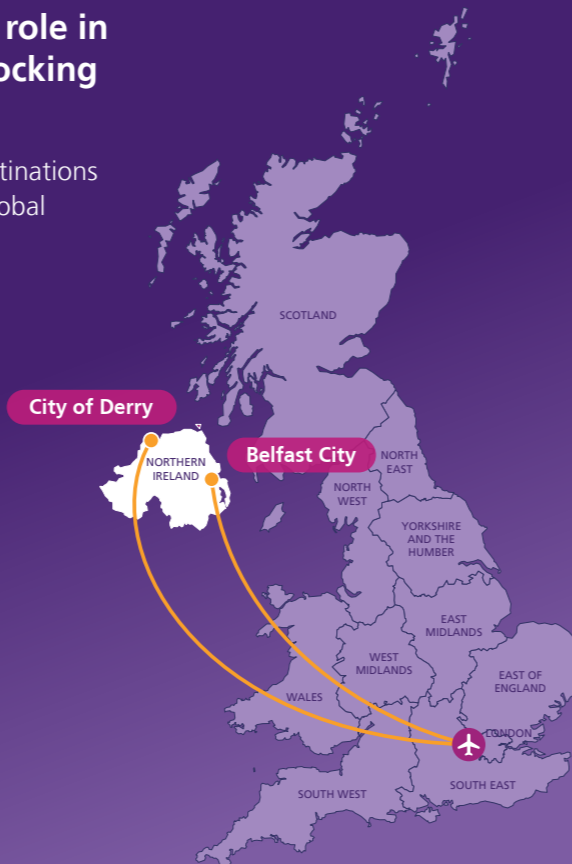 role in
ocking
tinations
obal
SCOTLAND
City of Derry
Belfast City
NORTHERN
IRELAND
NORTH
EAST
NORTH
WEST
YORKSHIRE
AND THE
HUMBER
EAST
MIDLANDS
WEST
MIDLANDS
EAST OF
ENGLAND
WALES
LONDON
SOUTH EAST
SOUTH WEST